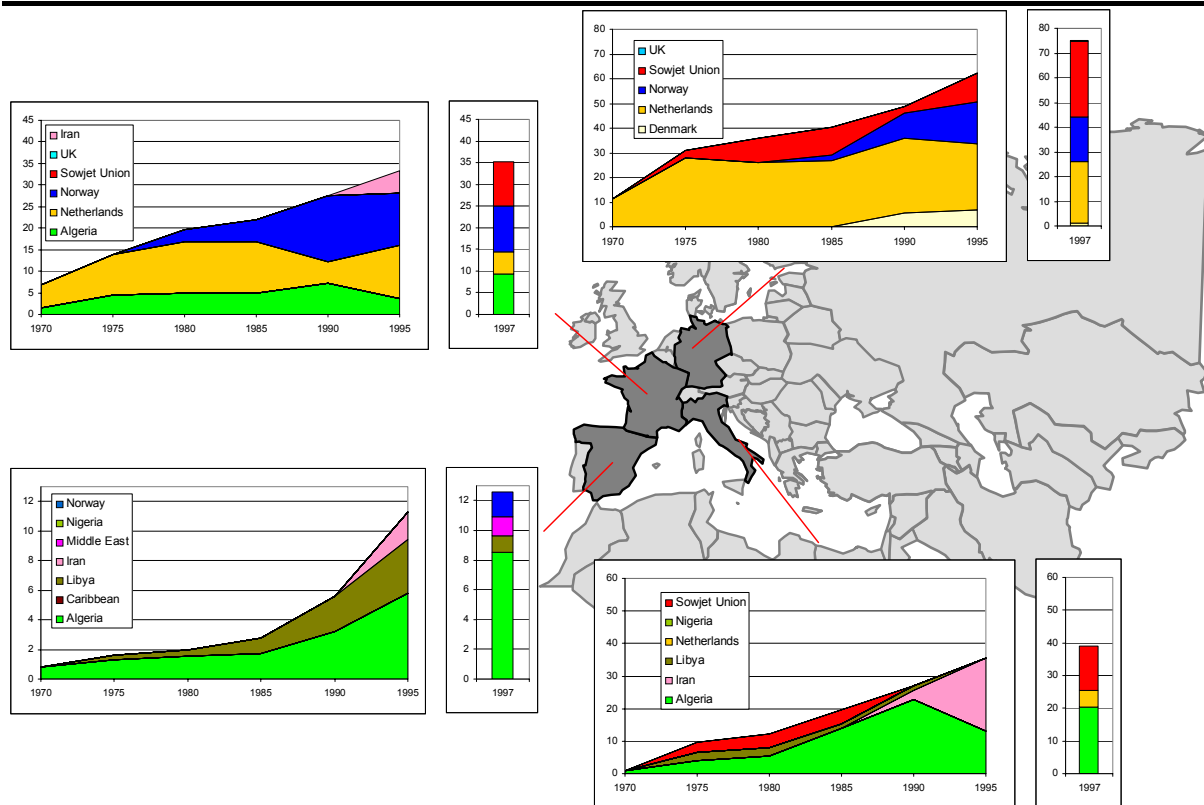 80
70
60
50
40
30
20
10
0
UK
Sowjet Union
Norway
Netherlands
Denmark
1970 1975 1980 1985 1990 1995
80
70
60
50
40
30
20
10
0
1997
45
40
35
30
25
20
15
10
5
0
Iran
UK
Sowjet Union
Norway
Netherlands
Algeria
1970 1975 1980 1985 1990 1995
45
40
35
30
25
20
15
10
5
0
1997
12
10
8
6
4
2
0
Norway
Nigeria
Middle East
Iran
Libya
Caribbean
Algeria
1970 1975 1980 1985 1990 1995
12
10
8
6
4
2
0
1997
60
50
40
30
20
10
0
Sowjet Union
Nigeria
Netherlands
Libya
Iran
Algeria
1970 1975 1980 1985 1990 1995
60
50
40
30
20
10
0
1997